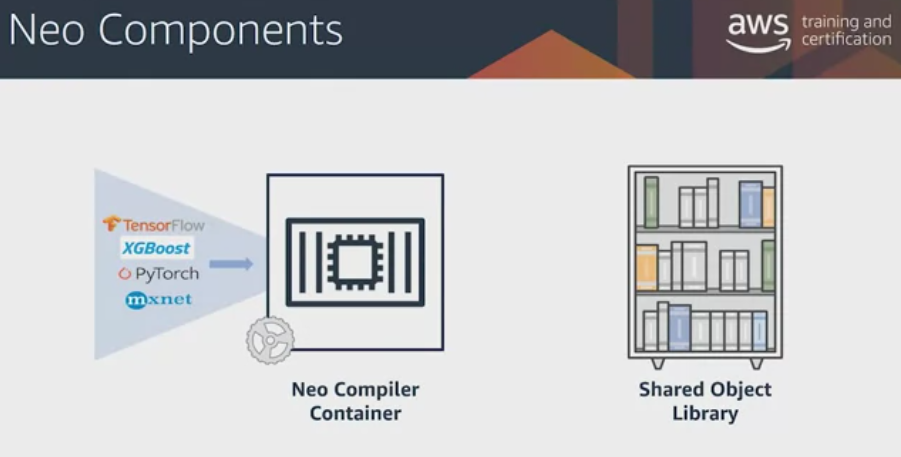 Neo Components
aws training and
certification
TensorFlow
XGBoost
PyTorch
mxnet
Neo Compiler
Container
Shared Object
Library